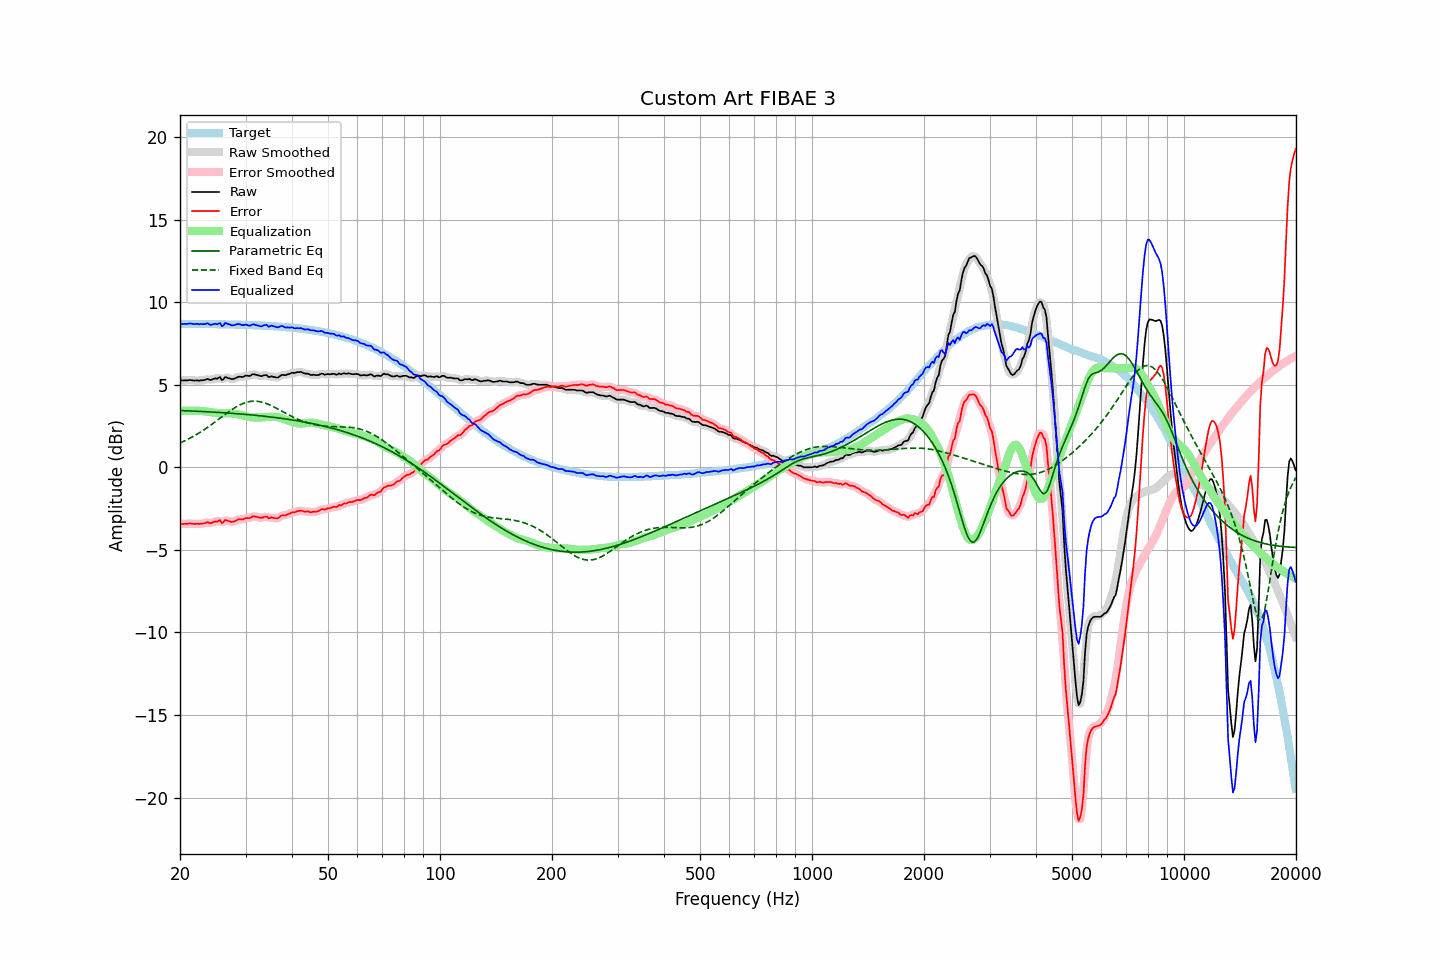 Custom Art FIBAE 3
Target
Raw Smoothed
Error Smoothed
Raw
Error
Equalization
Parametric Eq
Fixed Band Eq
Equalized
20
15
10
5
0
−5
−10
−15
−20
Amplitude (dBr)
20 50 100 200 500 1000 2000 5000 10000 20000
Frequency (Hz)